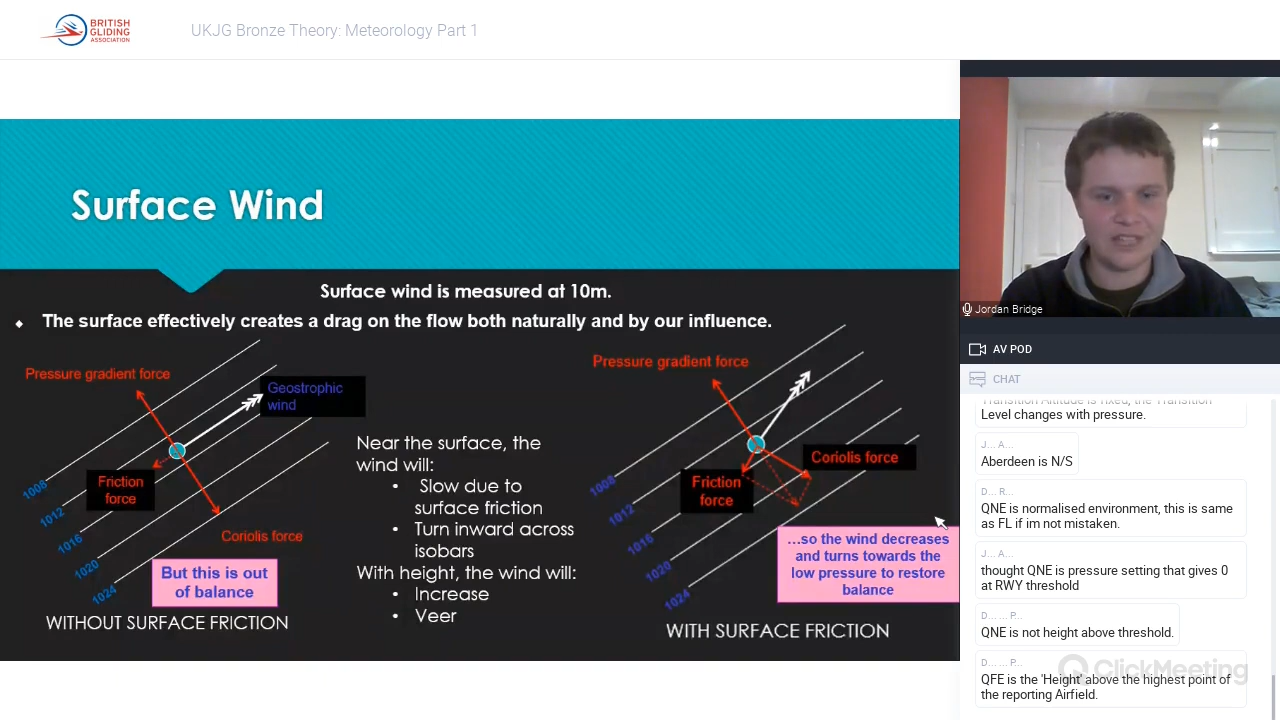 BRITISH
GLIDING
ASSOCIATION
UKJG Bronze Theory: Meteorology Part 1
Surface Wind
Surface wind is measured at 10m.
The surface effectively creates a drag on the flow both naturally and by our influence.
Pressure gradient force
Geostrophic
wind
Friction
force
Coriolis force
1008
1012
1016
1020
1024
But this is out
of balance
WITHOUT SURFACE FRICTION
Near the surface, the
wind will:
• Slow due to
surface friction
• Turn inward across
isobars
With height, the wind will:
• Increase
• Veer
Pressure gradient force
Coriolis force
Friction
force
1008
1012
1016
1020
1024
...so the wind decreases
and turns towards the
low pressure to restore
balance
WITH SURFACE FRICTION
Jordan Bridge
AV POD
CHAT
Transition Altitude is fixed, the Transition
Level changes with pressure.
J... A...
Aberdeen is N/S
D... R...
QNE is normalised environment, this is same
as FL if im not mistaken.
J... A...
thought QNE is pressure setting that gives 0
at RWY threshold
D... ... P...
QNE is not height above threshold.
D... ... P...
QFE is the 'Height' above the highest point of
the reporting Airfield.
ClickMeeting